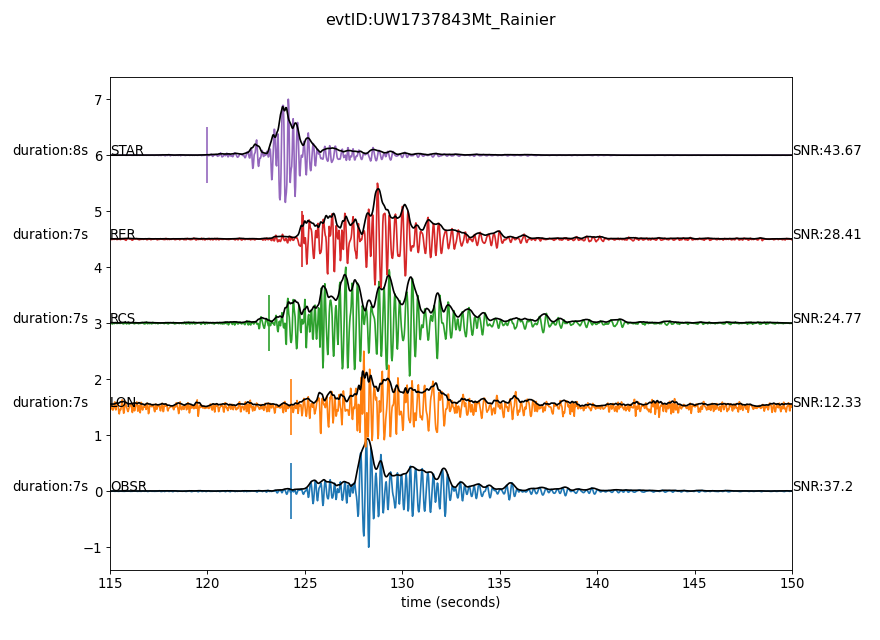 evtID:UW1737843Mt_Rainier
7
duration:8s STAR 6 SNR:43.67
5
duration:7s RER SNR:28.41
4
duration:7s RCS 3 SNR:24.77
2
duration:7s LON SNR:12.33
1
duration:7s OBSR 0 SNR:37.2
−1
115 120 125 130 135 140 145 150
time (seconds)